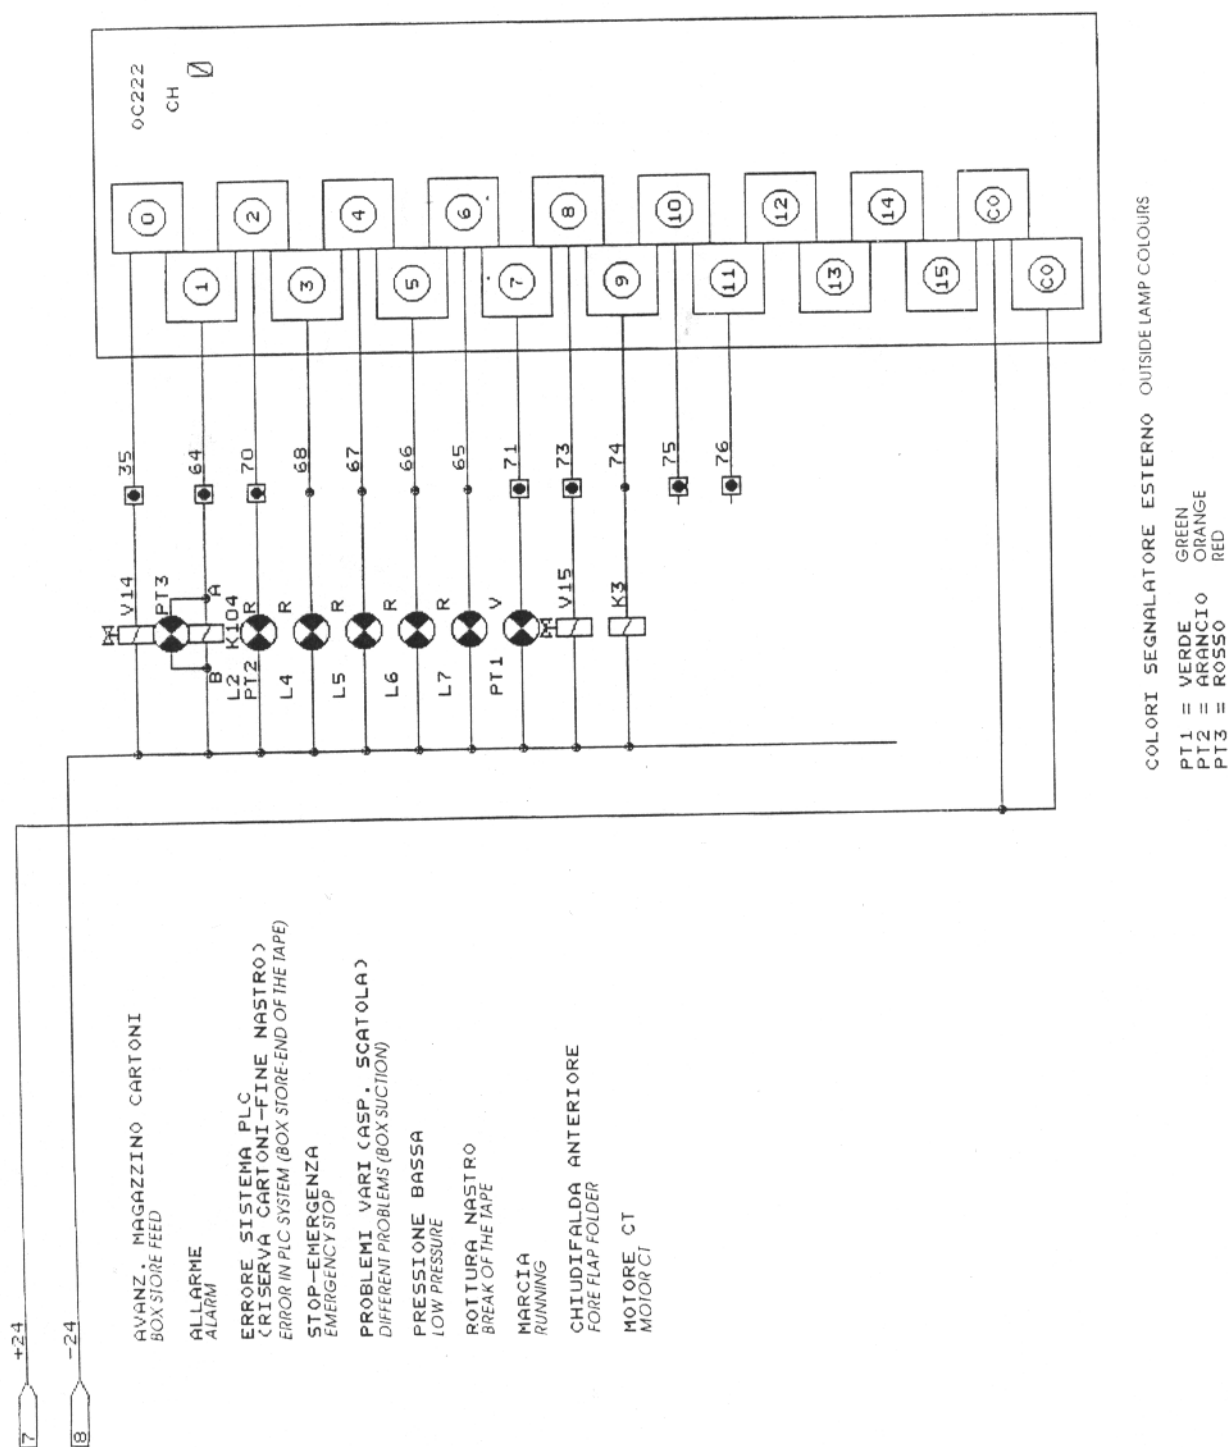 7 +24
8 -24
AVANZ. MAGAZZINO CARTONI
BOX STORE FEED
ALLARME
ALARM
ERRORE SISTEMA PLC
(RISERVA CARTONI-FINE NASTRO)
ERROR IN PLC SYSTEM (BOX STORE-END OF THE TAPE)
STOP-EMERGENZA
EMERGENCY STOP
PROBLEMI VARI (ASP. SCATOLA)
DIFFERENT PROBLEMS (BOX SUCTION)
PRESSIONE BASSA
LOW PRESSURE
ROTTURA NASTRO
BREAK OF THE TAPE
MARCIA
RUNNING
CHIUDIFALDA ANTERIORE
FORE FLAP FOLDER
MOTORE CT
MOTOR CT
V14 35
PT3
B A 64
K104
L2
PT2 R 70
L4 R 68
L5 R 67
L6 R 66
L7 R 65
PT1 V 71
V15 73
K3 74
75
76
OC222
CH 0
0
1
2
3
4
5
6
7
8
9
10
11
12
13
14
15
CO
CO
COLORI SEGNALATORE ESTERNO OUTSIDE LAMP COLOURS
PT1 = VERDE GREEN
PT2 = ARANCIO ORANGE
PT3 = ROSSO RED